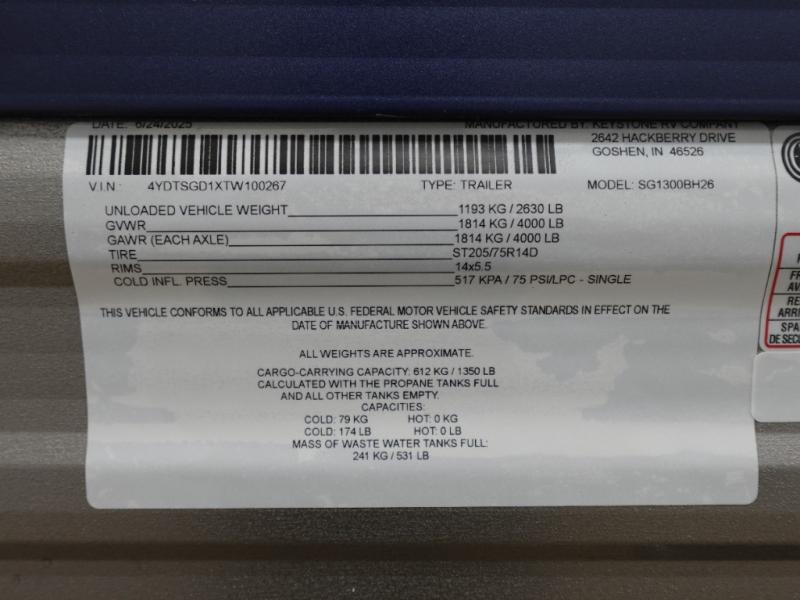 DATE: 6/24/2025 MANUFACTURED BY: KEYSTONE RV COMPANY
2642 HACKBERRY DRIVE
GOSHEN, IN 46526
V.I.N : 4YDTSGD1XTW100267 TYPE: TRAILER MODEL: SG1300BH26
UNLOADED VEHICLE WEIGHT 1193 KG / 2630 LB
GVWR 1814 KG / 4000 LB
GAWR (EACH AXLE) 1814 KG / 4000 LB
TIRE ST205/75R14D
RIMS 14x5.5
COLD INFL. PRESS 517 KPA / 75 PSI/LPC - SINGLE
THIS VEHICLE CONFORMS TO ALL APPLICABLE U.S. FEDERAL MOTOR VEHICLE SAFETY STANDARDS IN EFFECT ON THE
DATE OF MANUFACTURE SHOWN ABOVE.
ALL WEIGHTS ARE APPROXIMATE.
CARGO-CARRYING CAPACITY: 612 KG / 1350 LB
CALCULATED WITH THE PROPANE TANKS FULL
AND ALL OTHER TANKS EMPTY.
CAPACITIES:
COLD: 79 KG HOT: 0 KG
COLD: 174 LB HOT: 0 LB
MASS OF WASTE WATER TANKS FULL:
241 KG / 531 LB